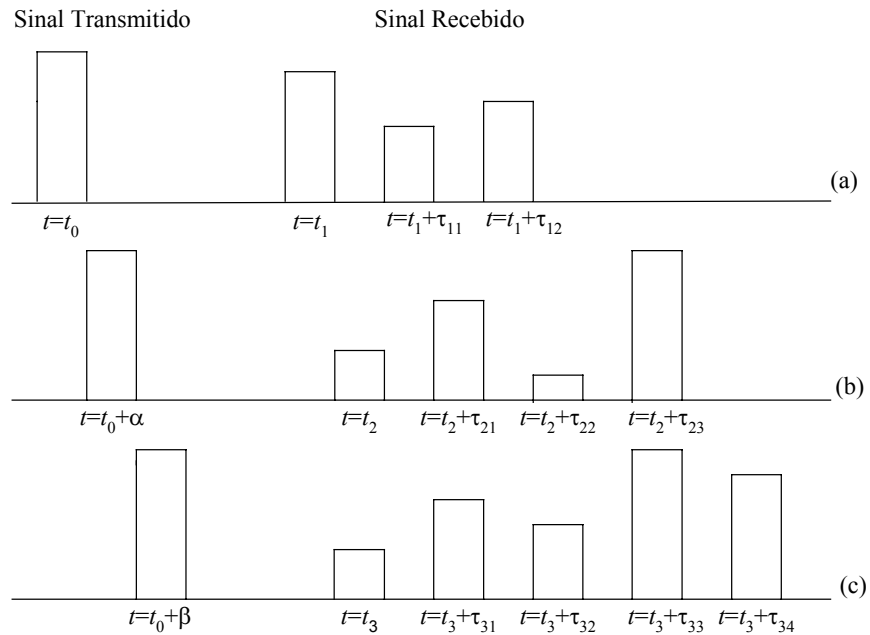 Sinal Transmitido Sinal Recebido
(a)
t=t₀ t=t₁ t=t₁+τ₁₁ t=t₁+τ₁₂
(b)
t=t₀+α t=t₂ t=t₂+τ₂₁ t=t₂+τ₂₂ t=t₂+τ₂₃
(c)
t=t₀+β t=t₃ t=t₃+τ₃₁ t=t₃+τ₃₂ t=t₃+τ₃₃ t=t₃+τ₃₄